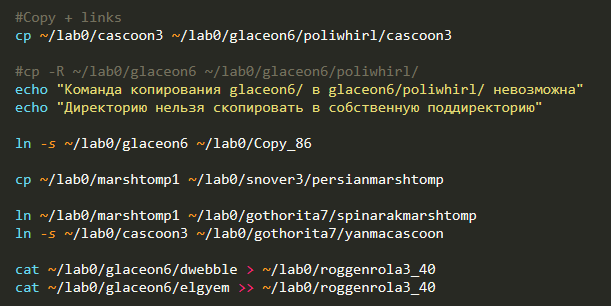 #Copy + links
cp ~/lab0/cascoon3 ~/lab0/glaceon6/poliwhirl/cascoon3
#cp -R ~/lab0/glaceon6 ~/lab0/glaceon6/poliwhirl/
echo "Команда копирования glaceon6/ в glaceon6/poliwhirl/ невозможна"
echo "Директорию нельзя скопировать в собственную поддиректорию"
ln -s ~/lab0/glaceon6 ~/lab0/Copy_86
cp ~/lab0/marshtomp1 ~/lab0/snover3/persianmarshtomp
ln ~/lab0/marshtomp1 ~/lab0/gothorita7/spinarakmarshtomp
ln -s ~/lab0/cascoon3 ~/lab0/gothorita7/yanmacascoon
cat ~/lab0/glaceon6/dwebble > ~/lab0/roggenrola3_40
cat ~/lab0/glaceon6/elgyem >> ~/lab0/roggenrola3_40